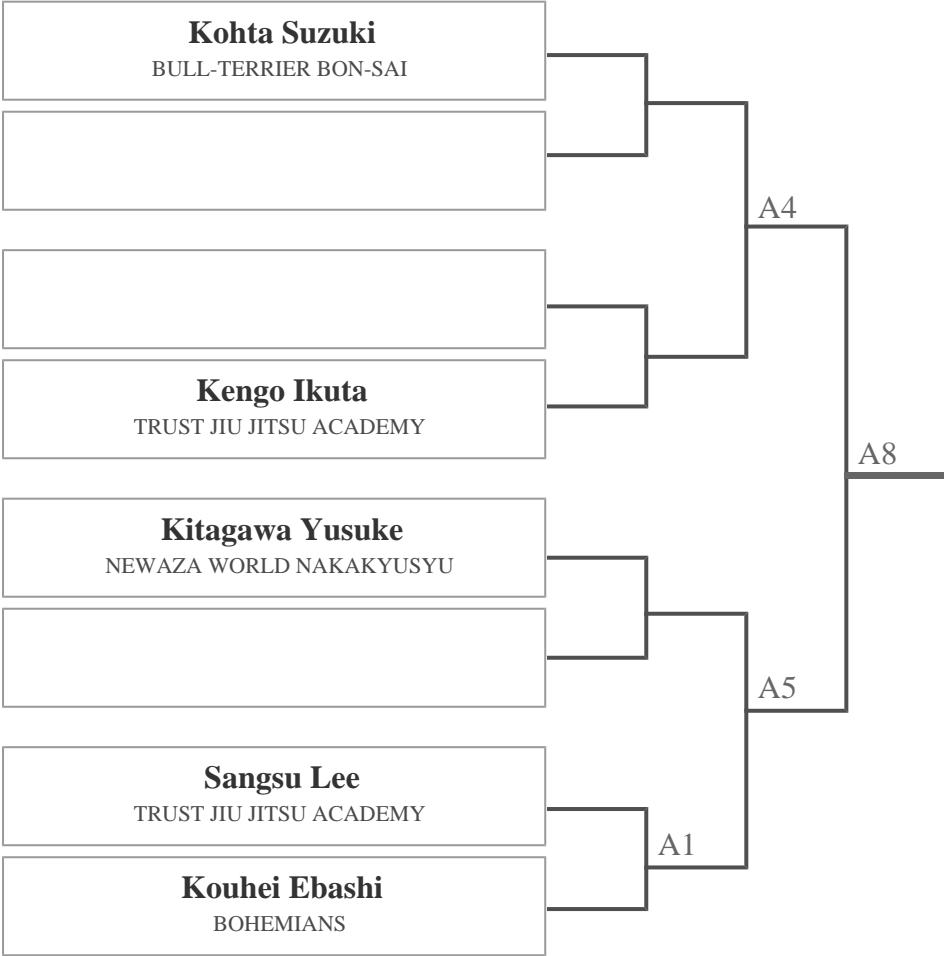 Kohta Suzuki
BULL-TERRIER BON-SAI
A4
Kengo Ikuta
TRUST JIU JITSU ACADEMY
A8
Kitagawa Yusuke
NEWAZA WORLD NAKAKYUSYU
A5
Sangsu Lee
TRUST JIU JITSU ACADEMY
A1
Kouhei Ebashi
BOHEMIANS